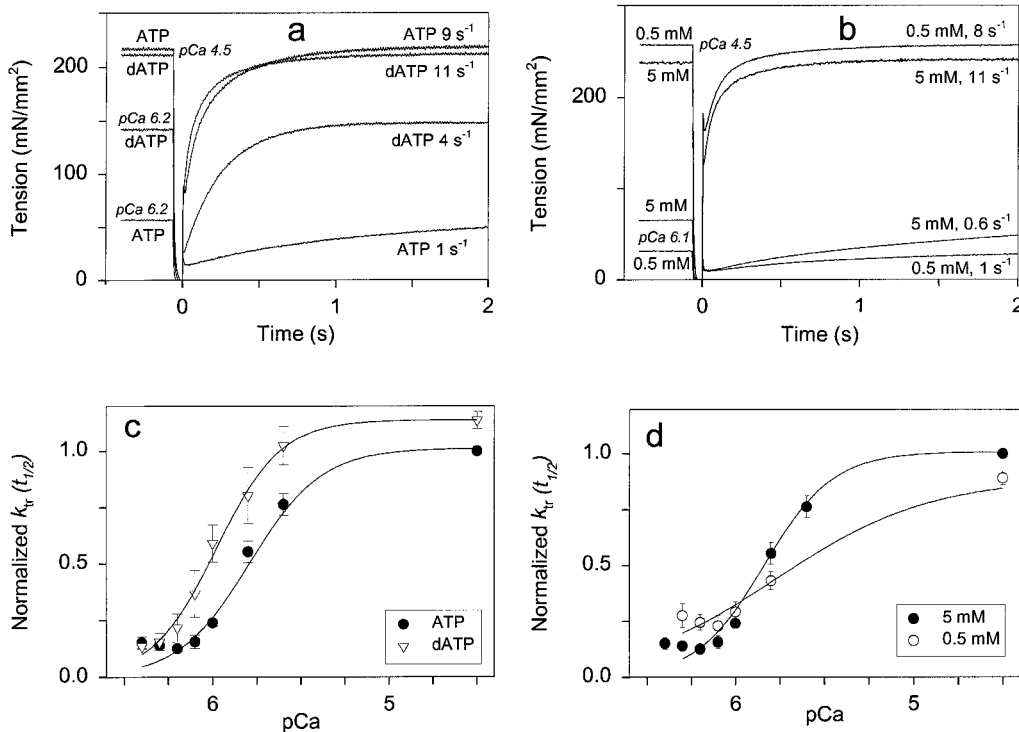 a
ATP
pCa 4.5
dATP
pCa 6.2
dATP
pCa 6.2
ATP
ATP 9 s⁻¹
dATP 11 s⁻¹
dATP 4 s⁻¹
ATP 1 s⁻¹
Tension (mN/mm²)
200
100
0
0
1
2
Time (s)
b
0.5 mM
pCa 4.5
5 mM
5 mM
pCa 6.1
0.5 mM
0.5 mM, 8 s⁻¹
5 mM, 11 s⁻¹
5 mM, 0.6 s⁻¹
0.5 mM, 1 s⁻¹
Tension (mN/mm²)
200
0
0
1
2
Time (s)
c
Normalized k_tr (t_1/2)
1.0
0.5
0.0
ATP
dATP
6
5
pCa
d
Normalized k_tr (t_1/2)
1.0
0.5
0.0
5 mM
0.5 mM
6
5
pCa